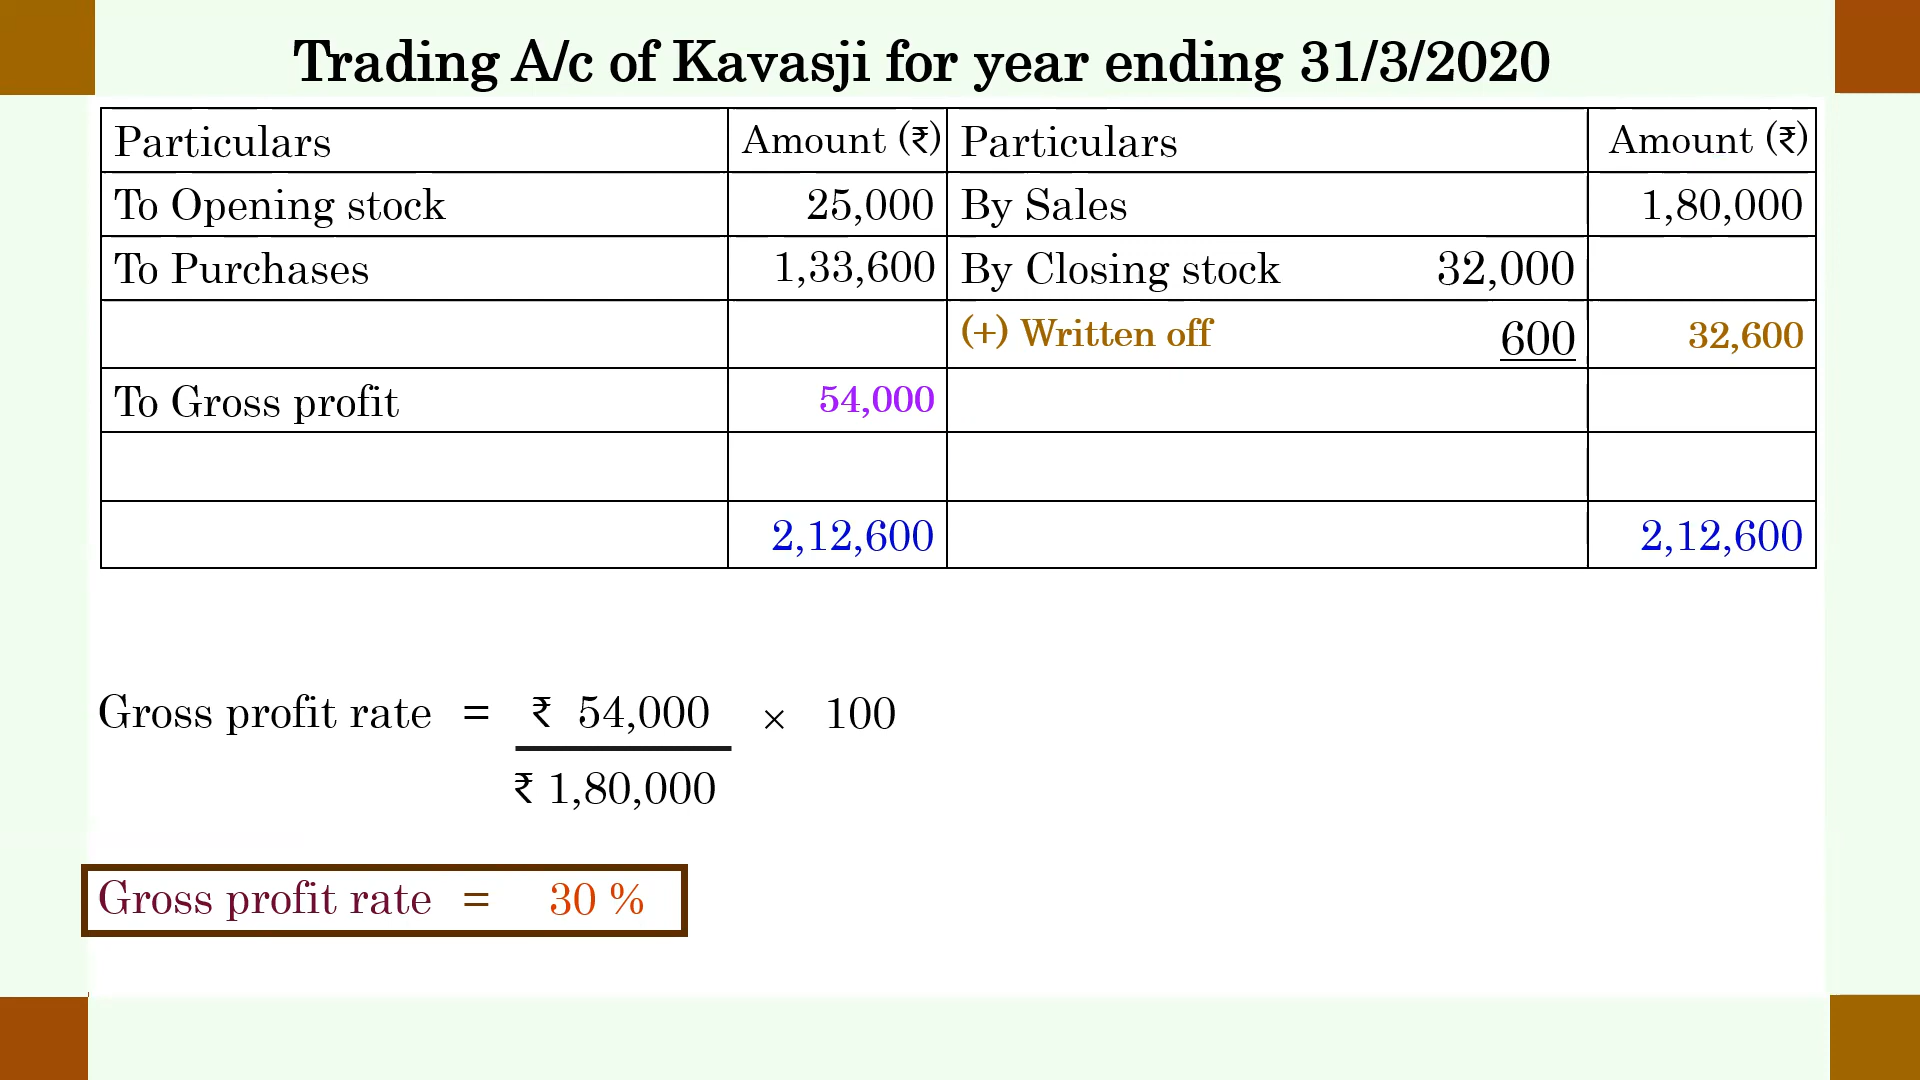 Trading A/c of Kavasji for year ending 31/3/2020
Particulars Amount (₹) Particulars Amount (₹)
To Opening stock 25,000 By Sales 1,80,000
To Purchases 1,33,600 By Closing stock 32,000
(+) Written off 600 32,600
To Gross profit 54,000
2,12,600 2,12,600
Gross profit rate = ₹ 54,000 × 100
₹ 1,80,000
Gross profit rate = 30 %